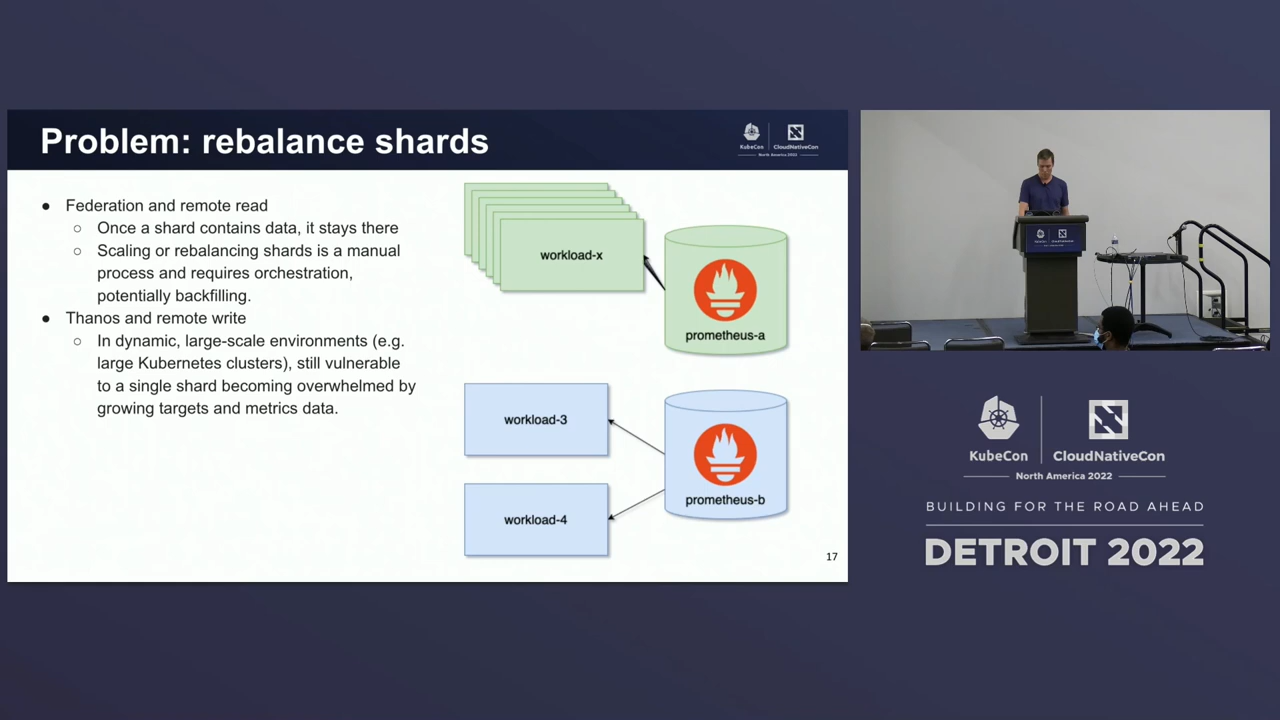 Problem: rebalance shards
KubeCon
CloudNativeCon
North America 2022
● Federation and remote read
○ Once a shard contains data, it stays there
○ Scaling or rebalancing shards is a manual
process and requires orchestration,
potentially backfilling.
● Thanos and remote write
○ In dynamic, large-scale environments (e.g.
large Kubernetes clusters), still vulnerable
to a single shard becoming overwhelmed by
growing targets and metrics data.
workload-x
prometheus-a
workload-3
workload-4
prometheus-b
17
KubeCon
CloudNativeCon
North America 2022
BUILDING FOR THE ROAD AHEAD
DETROIT 2022